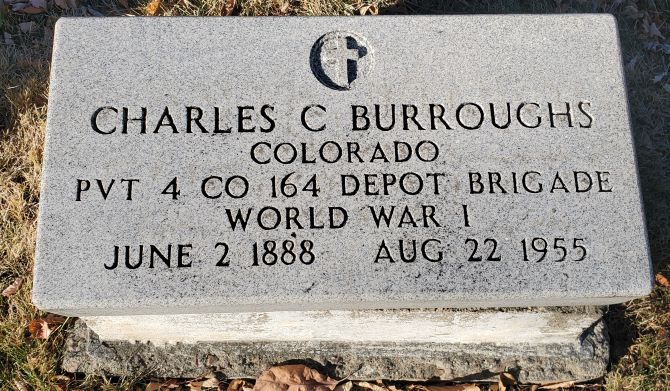 CHARLES C BURROUGHS
COLORADO
PVT 4 CO 164 DEPOT BRIGADE
WORLD WAR I
JUNE 2 1888 AUG 22 1955